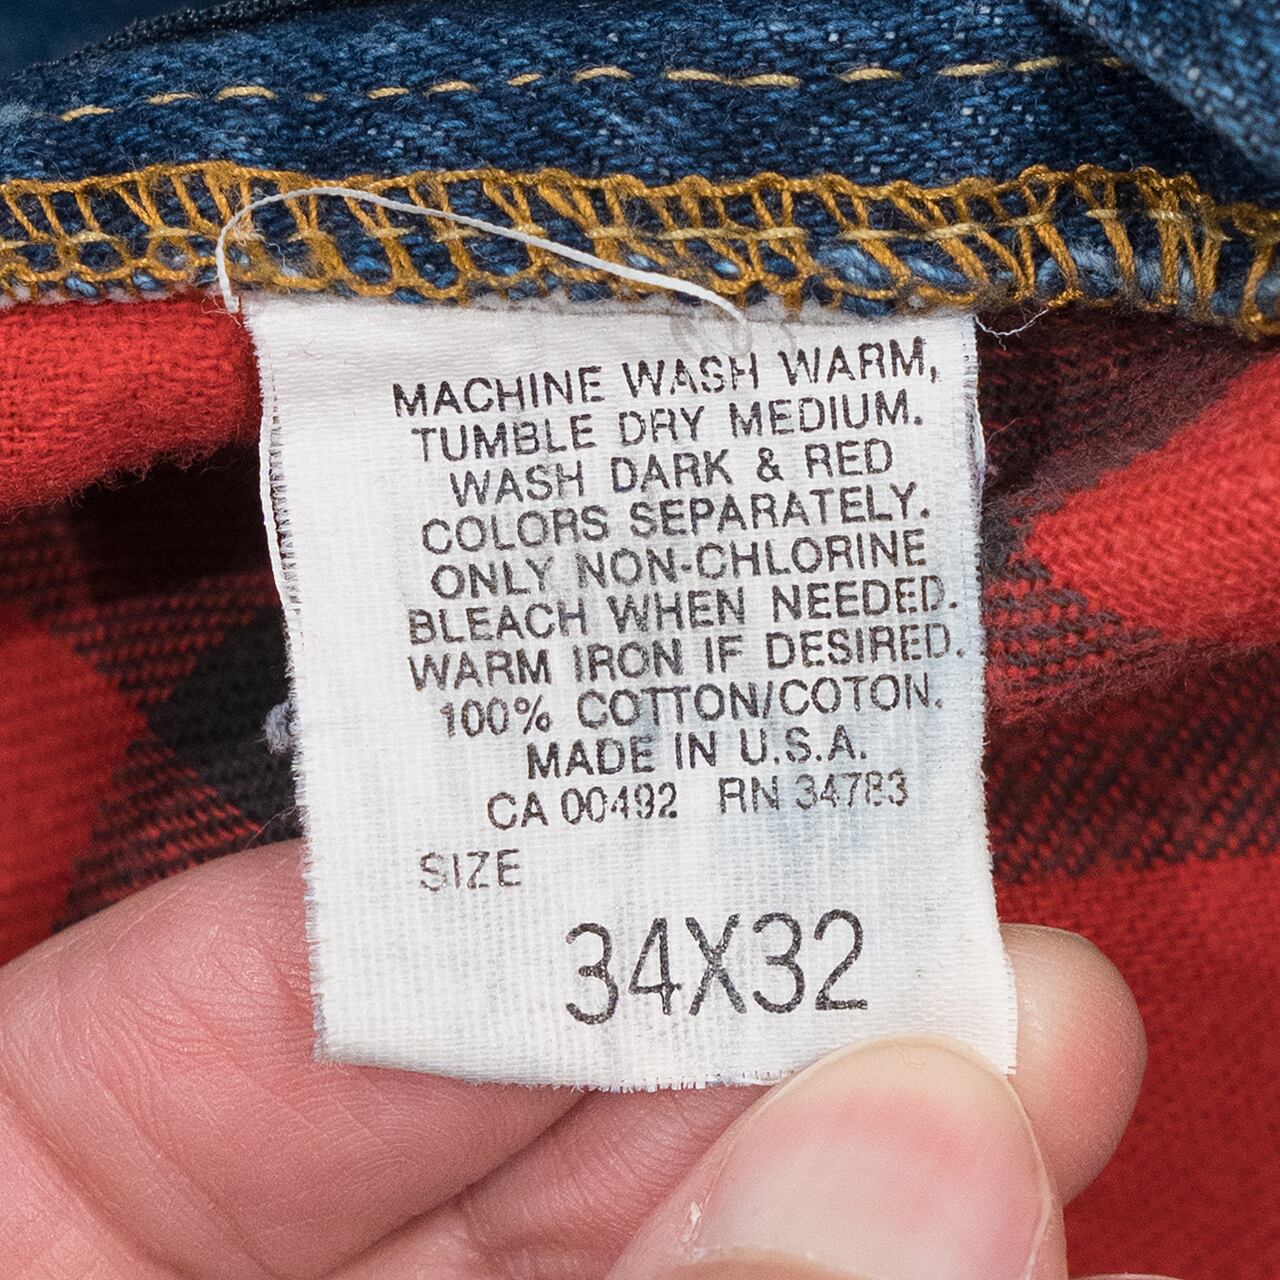 MACHINE WASH WARM,
TUMBLE DRY MEDIUM.
WASH DARK & RED
COLORS SEPARATELY.
ONLY NON-CHLORINE
BLEACH WHEN NEEDED.
WARM IRON IF DESIRED.
100% COTTON/COTON.
MADE IN U.S.A.
CA 00492 RN 34783
SIZE
34X32